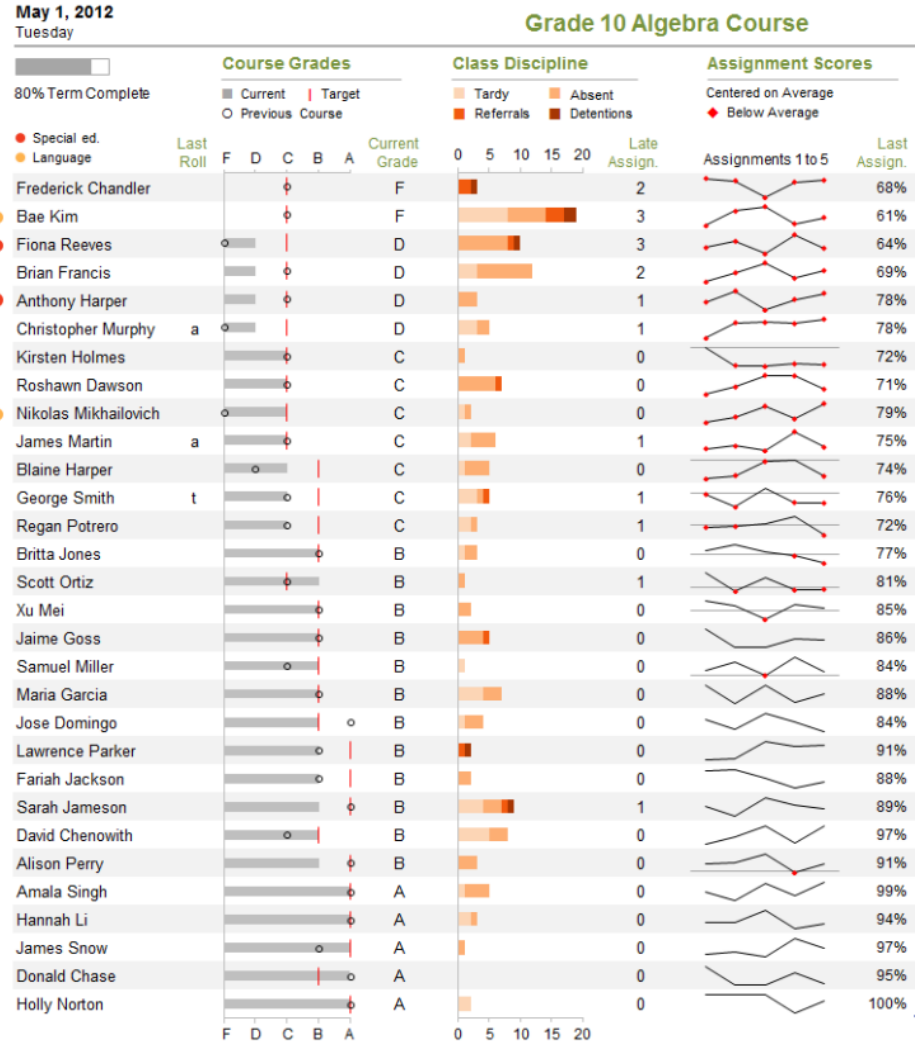 May 1, 2012
Tuesday
Grade 10 Algebra Course
80% Term Complete
Course Grades
Current | Target
Previous Course
Class Discipline
Tardy Absent
Referrals Detentions
Assignment Scores
Centered on Average
Below Average
Special ed.
Language
Last Roll
F D C B A
Current Grade
0 5 10 15 20
Late Assign.
Assignments 1 to 5
Last Assign.
Frederick Chandler F 2 68%
Bae Kim F 3 61%
Fiona Reeves D 3 64%
Brian Francis D 2 69%
Anthony Harper D 1 78%
Christopher Murphy a D 1 78%
Kirsten Holmes C 0 72%
Roshawn Dawson C 0 71%
Nikolas Mikhailovich C 0 79%
James Martin a C 1 75%
Blaine Harper C 0 74%
George Smith t C 1 76%
Regan Potrero C 1 72%
Britta Jones B 0 77%
Scott Ortiz B 1 81%
Xu Mei B 0 85%
Jaime Goss B 0 86%
Samuel Miller B 0 84%
Maria Garcia B 0 88%
Jose Domingo B 0 84%
Lawrence Parker B 0 91%
Fariah Jackson B 0 88%
Sarah Jameson B 1 89%
David Chenowith B 0 97%
Alison Perry B 0 91%
Amala Singh A 0 99%
Hannah Li A 0 94%
James Snow A 0 97%
Donald Chase A 0 95%
Holly Norton A 0 100%
F D C B A 0 5 10 15 20